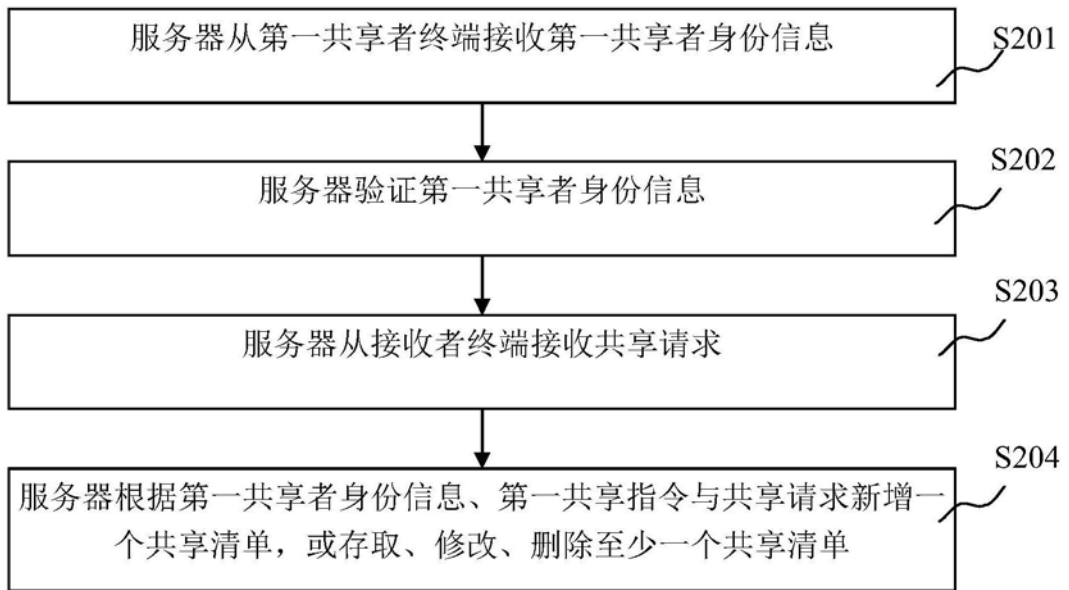 服务器从第一共享者终端接收第一共享者身份信息
S201
服务器验证第一共享者身份信息
S202
服务器从接收者终端接收共享请求
S203
服务器根据第一共享者身份信息、第一共享指令与共享请求新增一
个共享清单，或存取、修改、删除至少一个共享清单
S204